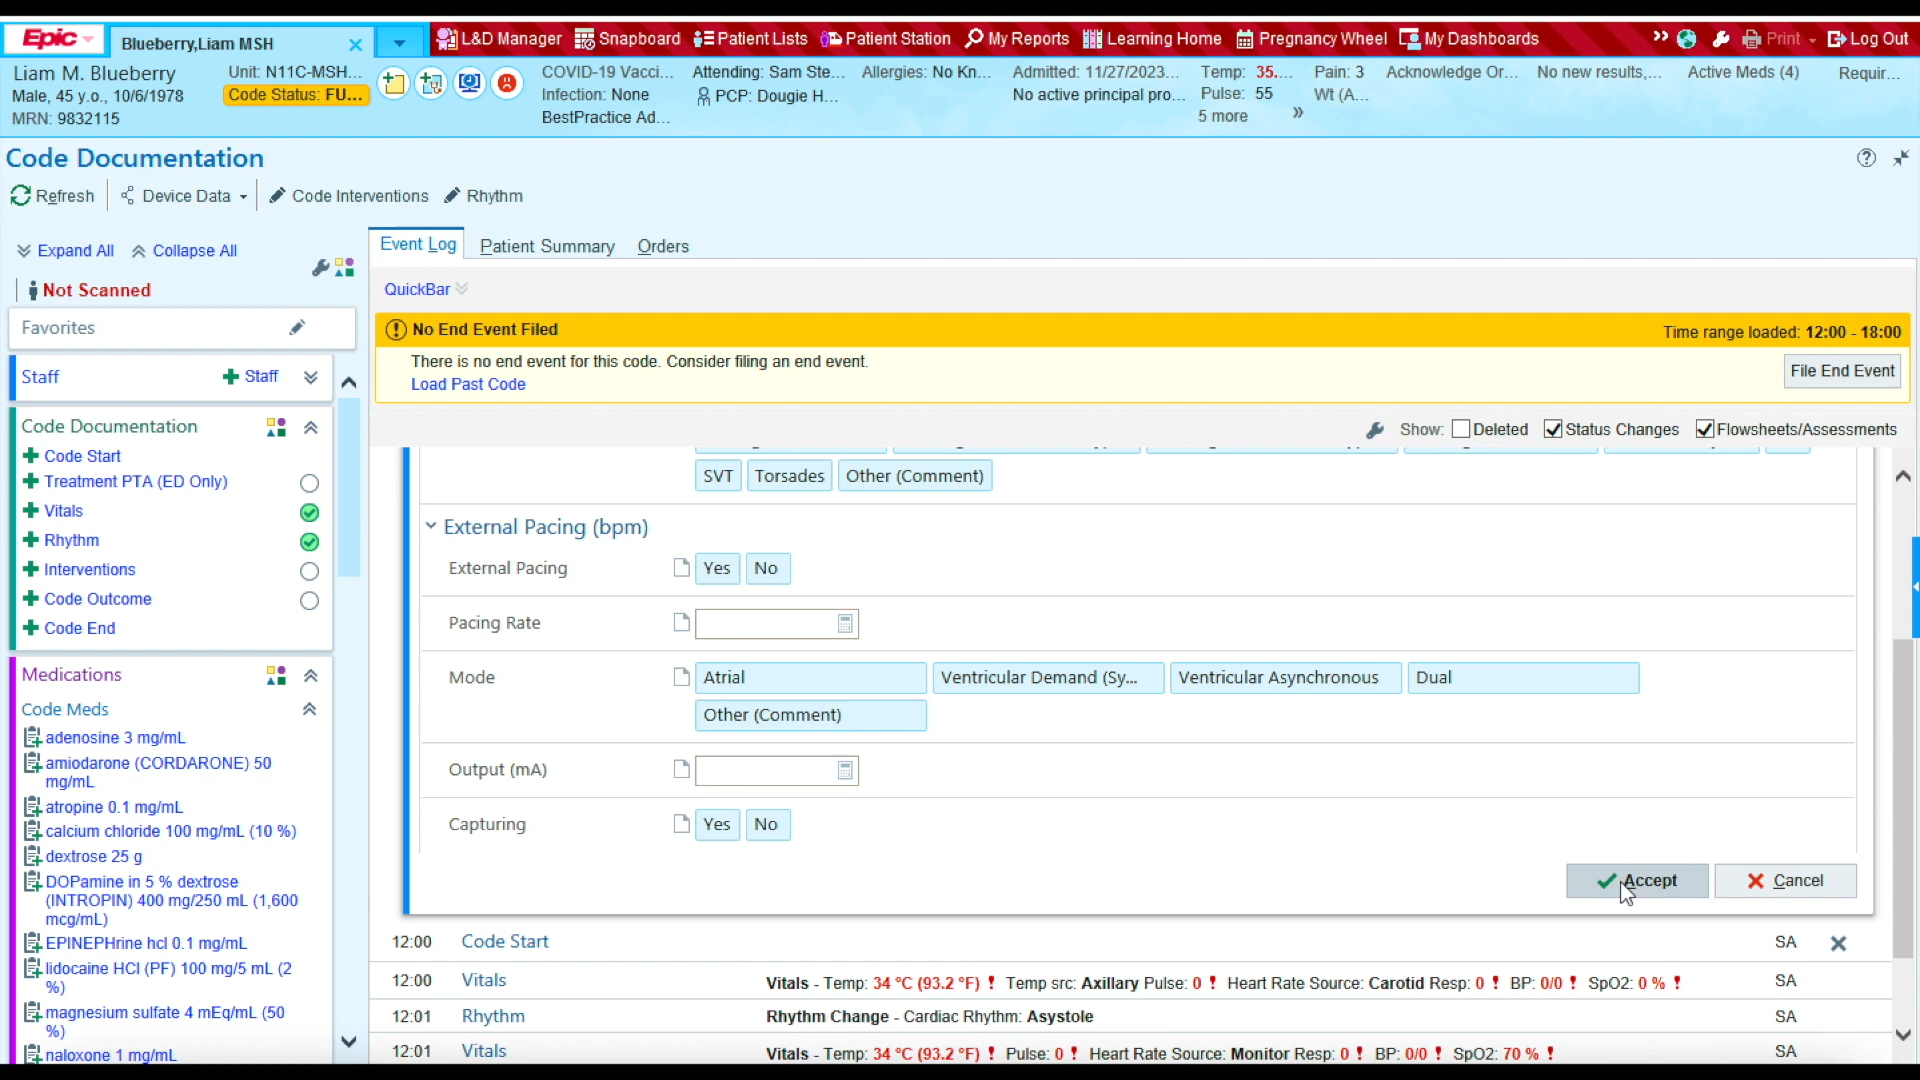 Epic
Blueberry,Liam MSH
L&D Manager
Snapboard
Patient Lists
Patient Station
My Reports
Learning Home
Pregnancy Wheel
My Dashboards
Print
Log Out
Liam M. Blueberry
Male, 45 y.o., 10/6/1978
MRN: 9832115
Unit: N11C-MSH...
Code Status: FU...
COVID-19 Vacci...
Infection: None
BestPractice Ad...
Attending: Sam Ste...
PCP: Dougie H...
Allergies: No Kn...
Admitted: 11/27/2023...
No active principal pro...
Temp: 35....
Pulse: 55
5 more
Pain: 3
Wt (A...
Acknowledge Or...
No new results,...
Active Meds (4)
Requir...
Code Documentation
Refresh
Device Data
Code Interventions
Rhythm
Expand All
Collapse All
Not Scanned
Favorites
Staff
Staff
Code Documentation
Code Start
Treatment PTA (ED Only)
Vitals
Rhythm
Interventions
Code Outcome
Code End
Medications
Code Meds
adenosine 3 mg/mL
amiodarone (CORDARONE) 50
mg/mL
atropine 0.1 mg/mL
calcium chloride 100 mg/mL (10 %)
dextrose 25 g
DOPamine in 5 % dextrose
(INTROPIN) 400 mg/250 mL (1,600
mcg/mL)
EPINEPHrine hcl 0.1 mg/mL
lidocaine HCl (PF) 100 mg/5 mL (2
%)
magnesium sulfate 4 mEq/mL (50
%)
naloxone 1 mg/mL
Event Log
Patient Summary
Orders
QuickBar
No End Event Filed
Time range loaded: 12:00 - 18:00
There is no end event for this code. Consider filing an end event.
Load Past Code
File End Event
Show:
Deleted
Status Changes
Flowsheets/Assessments
SVT
Torsades
Other (Comment)
External Pacing (bpm)
External Pacing
Yes
No
Pacing Rate
Mode
Atrial
Ventricular Demand (Sy...
Ventricular Asynchronous
Dual
Other (Comment)
Output (mA)
Capturing
Yes
No
Accept
Cancel
12:00 Code Start SA
12:00 Vitals Vitals - Temp: 34 °C (93.2 °F) ! Temp src: Axillary Pulse: 0 ! Heart Rate Source: Carotid Resp: 0 ! BP: 0/0 ! SpO2: 0 % ! SA
12:01 Rhythm Rhythm Change - Cardiac Rhythm: Asystole SA
12:01 Vitals Vitals - Temp: 34 °C (93.2 °F) ! Pulse: 0 ! Heart Rate Source: Monitor Resp: 0 ! BP: 0/0 ! SpO2: 70 % ! SA